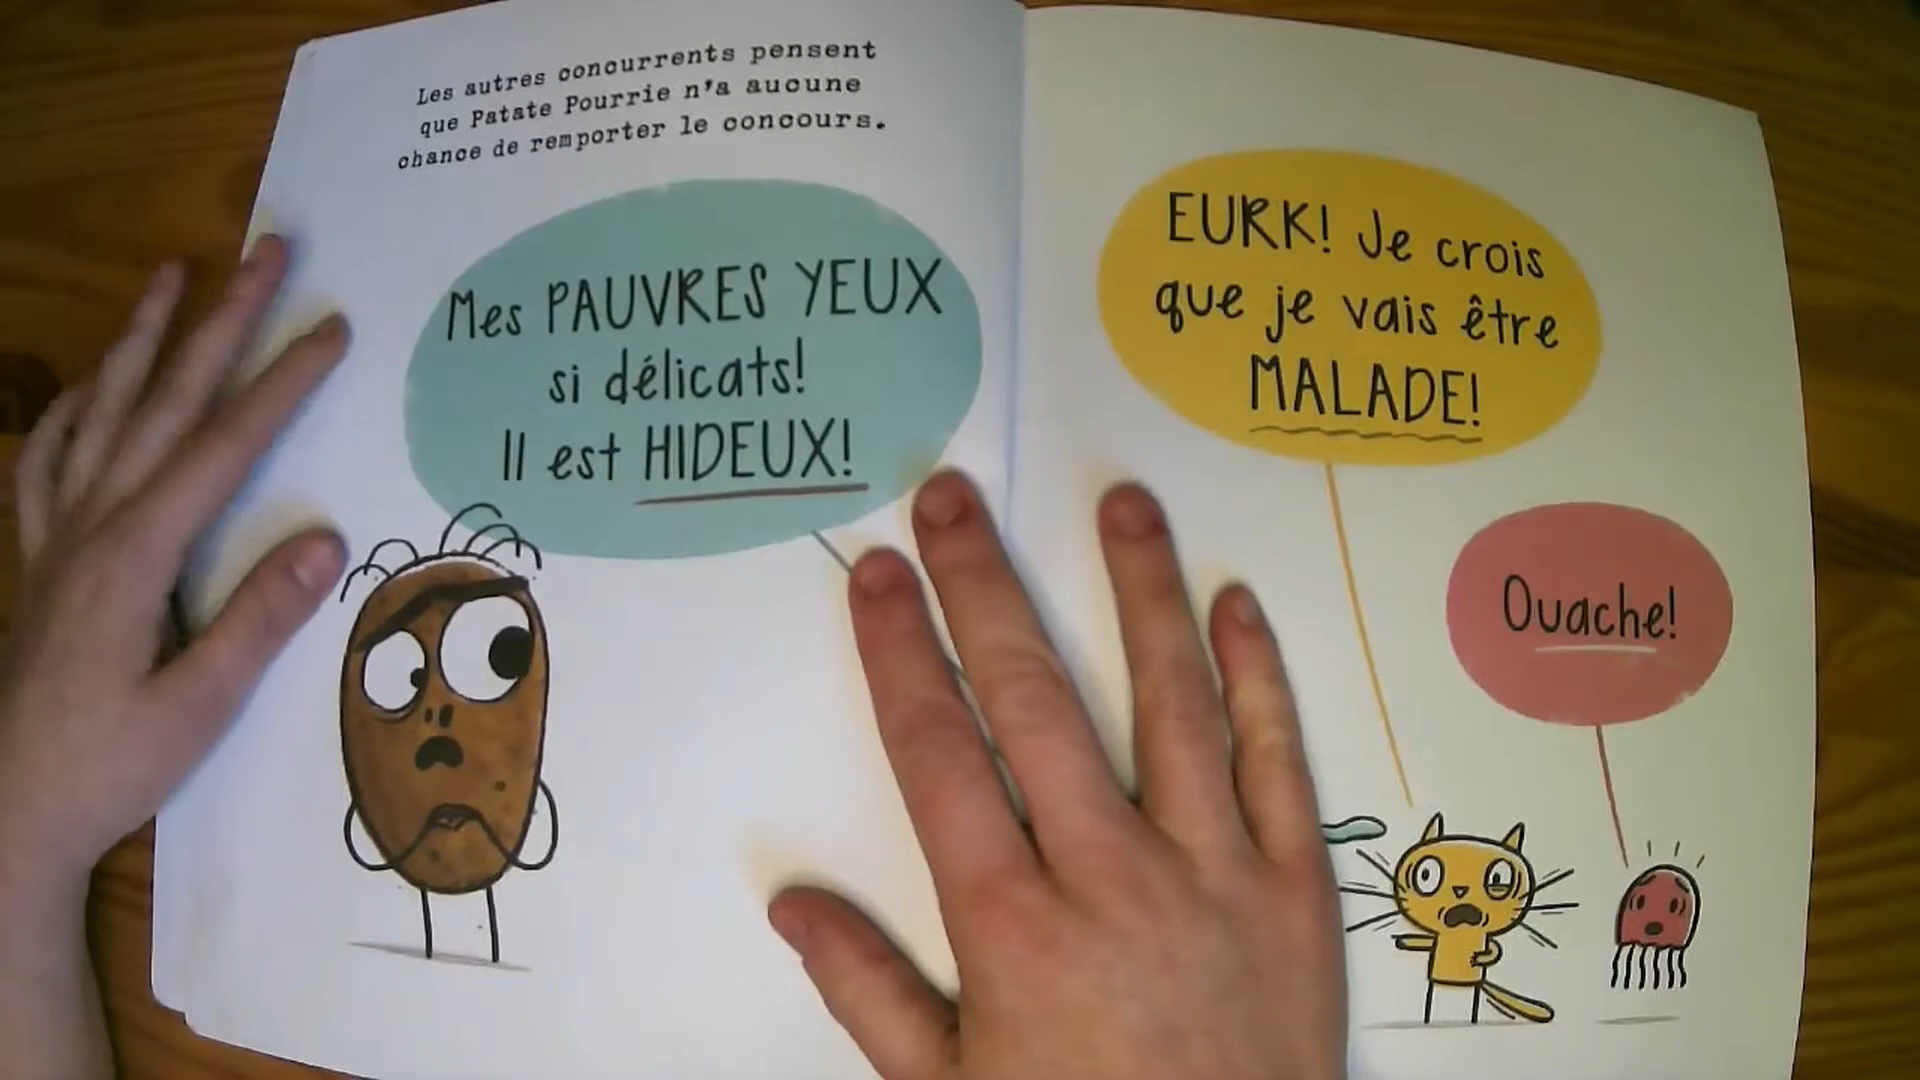 Les autres concurrents pensent
que Patate Pourrie n'a aucune
chance de remporter le concours.
Mes PAUVRES YEUX
si délicats!
Il est HIDEUX!
EURK! Je crois
que je vais être
MALADE!
Ouache!